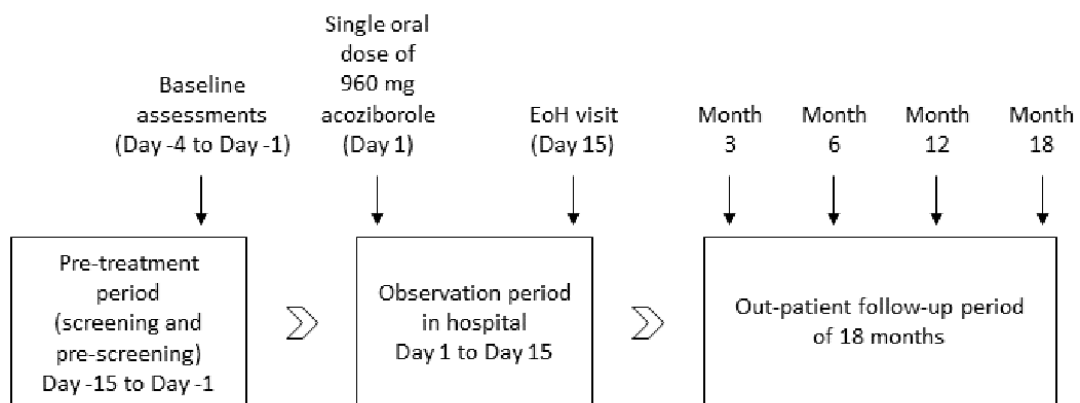 Baseline
assessments
(Day -4 to Day -1)
Single oral
dose of
960 mg
acoziborole
(Day 1)
EoH visit
(Day 15)
Month
3
Month
6
Month
12
Month
18
Pre-treatment
period
(screening and
pre-screening)
Day -15 to Day -1
Observation period
in hospital
Day 1 to Day 15
Out-patient follow-up period
of 18 months